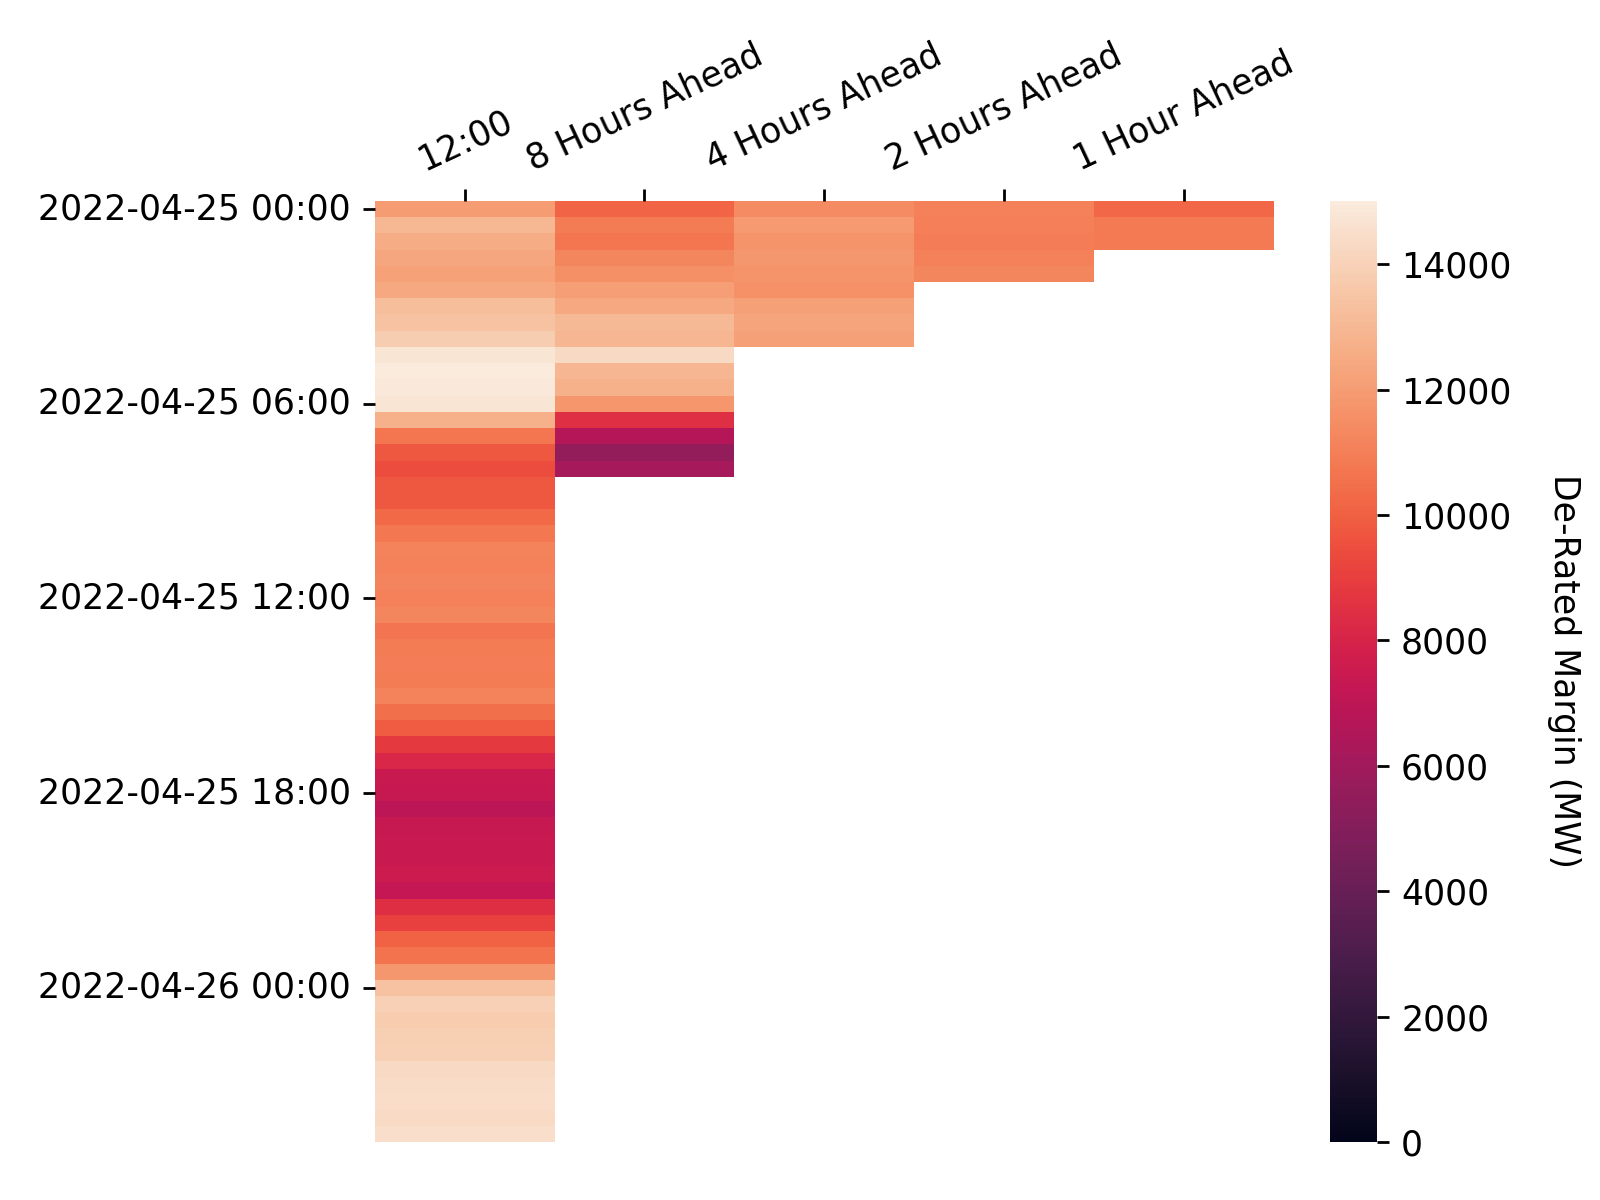 12:00
8 Hours Ahead
4 Hours Ahead
2 Hours Ahead
1 Hour Ahead
2022-04-25 00:00
2022-04-25 06:00
2022-04-25 12:00
2022-04-25 18:00
2022-04-26 00:00
14000
12000
10000
8000
6000
4000
2000
0
De-Rated Margin (MW)